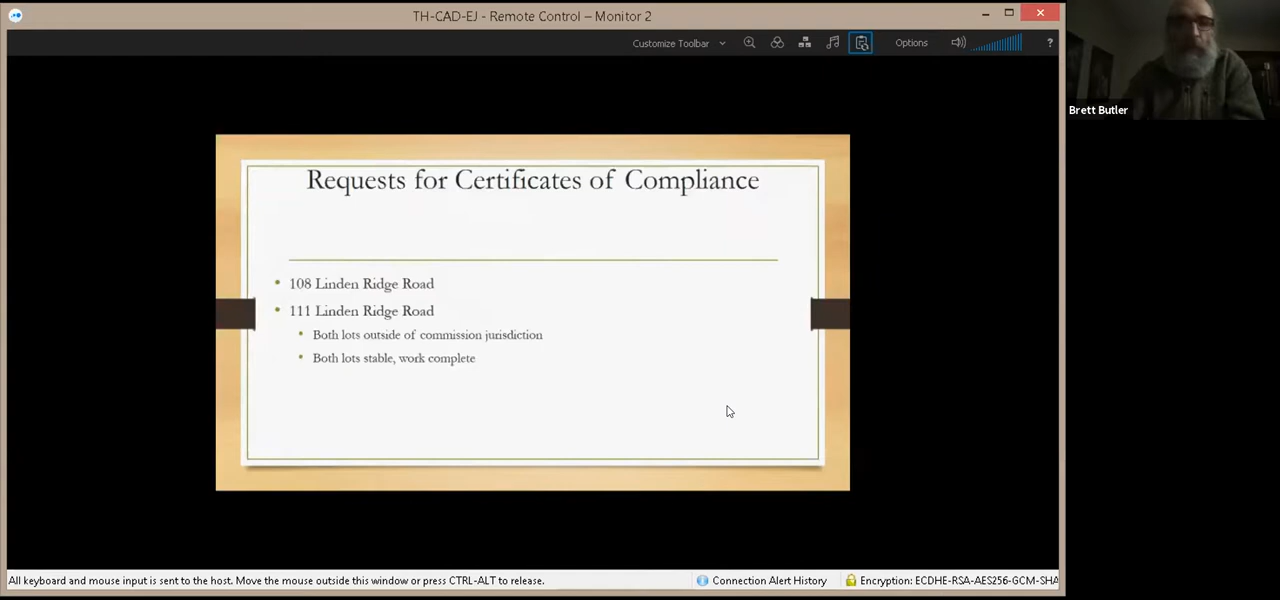 TH-CAD-EJ - Remote Control – Monitor 2
Customize Toolbar
Options
?
Brett Butler
Requests for Certificates of Compliance
• 108 Linden Ridge Road
• 111 Linden Ridge Road
• Both lots outside of commission jurisdiction
• Both lots stable, work complete
All keyboard and mouse input is sent to the host. Move the mouse outside this window or press CTRL-ALT to release.
Connection Alert History
Encryption: ECDHE-RSA-AES256-GCM-SHA